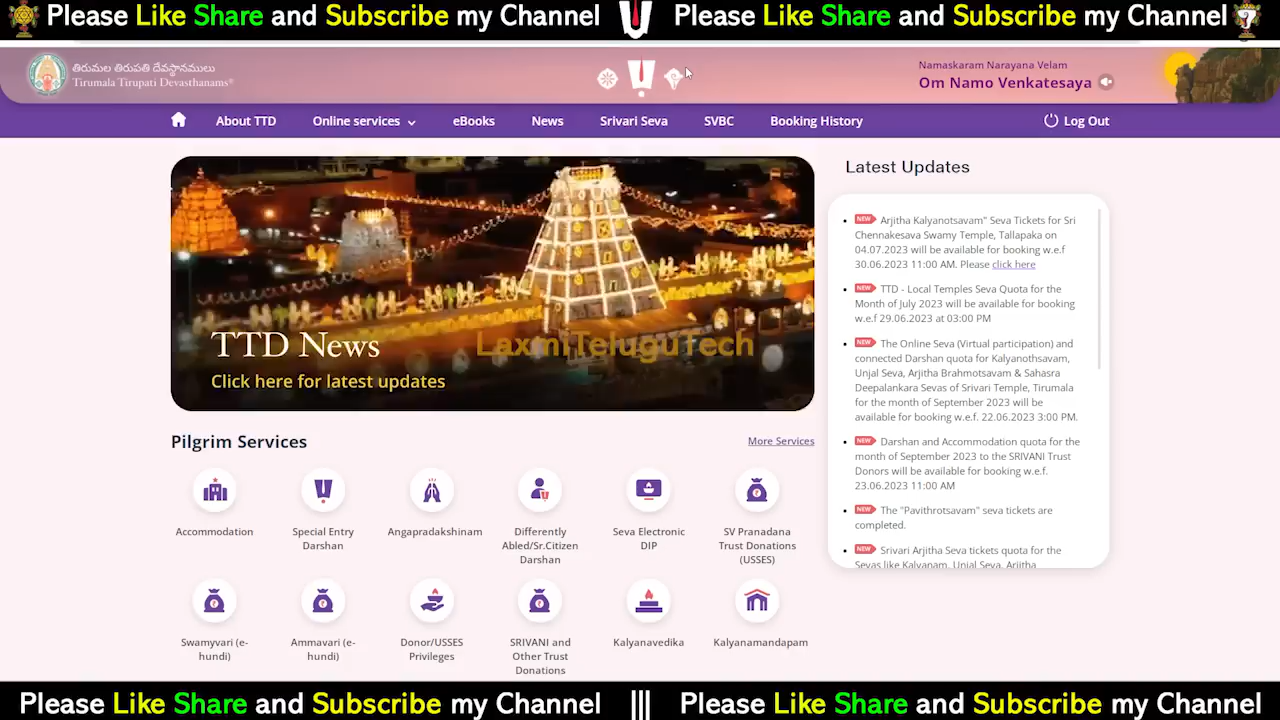 Please Like Share and Subscribe my Channel Please Like Share and Subscribe my Channel
తిరుమల తిరుపతి దేవస్థానములు
Tirumala Tirupati Devasthanams
Namaskaram Narayana Velam
Om Namo Venkatesaya
About TTD Online services eBooks News Srivari Seva SVBC Booking History Log Out
TTD News
Click here for latest updates
LaxmiTeluguTech
Latest Updates
NEW Arjitha Kalyanotsavam" Seva Tickets for Sri
Chennakesava Swamy Temple, Tallapaka on
04.07.2023 will be available for booking w.e.f
30.06.2023 11:00 AM. Please click here
NEW TTD - Local Temples Seva Quota for the
Month of July 2023 will be available for booking
w.e.f 29.06.2023 at 03:00 PM
NEW The Online Seva (Virtual participation) and
connected Darshan quota for Kalyanothsavam,
Unjal Seva, Arjitha Brahmotsavam & Sahasra
Deepalankara Sevas of Srivari Temple, Tirumala
for the month of September 2023 will be
available for booking w.e.f. 22.06.2023 3:00 PM.
NEW Darshan and Accommodation quota for the
month of September 2023 to the SRIVANI Trust
Donors will be available for booking w.e.f.
23.06.2023 11:00 AM
NEW The "Pavithrotsavam" seva tickets are
completed.
NEW Srivari Arjitha Seva tickets quota for the
Sevas like Kalyanam, Unjal Seva, Arjitha
Pilgrim Services
More Services
Accommodation
Special Entry
Darshan
Angapradakshinam
Differently
Abled/Sr.Citizen
Darshan
Seva Electronic
DIP
SV Pranadana
Trust Donations
(USSES)
Swamyvari (e-
hundi)
Ammavari (e-
hundi)
Donor/USSES
Privileges
SRIVANI and
Other Trust
Donations
Kalyanavedika
Kalyanamandapam
Please Like Share and Subscribe my Channel ||| Please Like Share and Subscribe my Channel